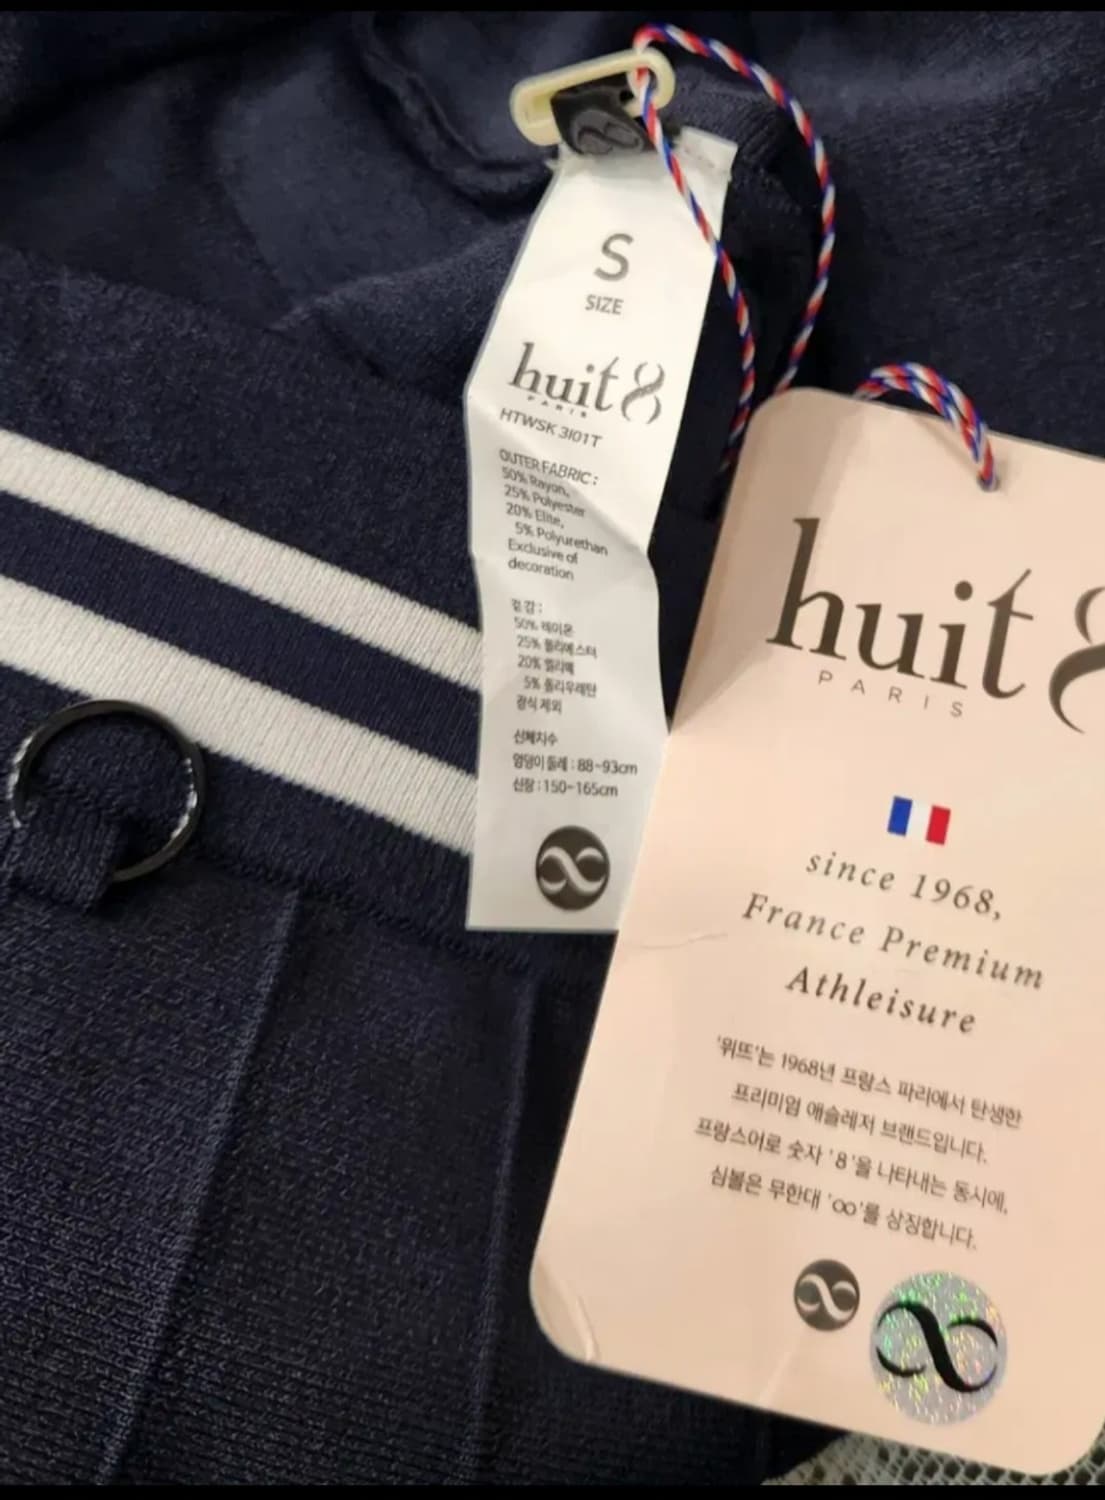 S
SIZE
huit8
PARIS
HTWSK 3I01T
OUTER FABRIC :
50% Rayon,
25% Polyester
20% Elite,
5% Polyurethan
Exclusive of
decoration
겉감 :
50% 레이온
25% 폴리에스터
20% 엘리떼
5% 폴리우레탄
장식 제외
신체치수
엉덩이 둘레 : 88~93cm
신장 : 150~165cm
huit8
PARIS
since 1968,
France Premium
Athleisure
'위뜨'는 1968년 프랑스 파리에서 탄생한
프리미엄 애슬레저 브랜드입니다.
프랑스어로 숫자 '8'을 나타내는 동시에,
심볼은 무한대 '∞'를 상징합니다.